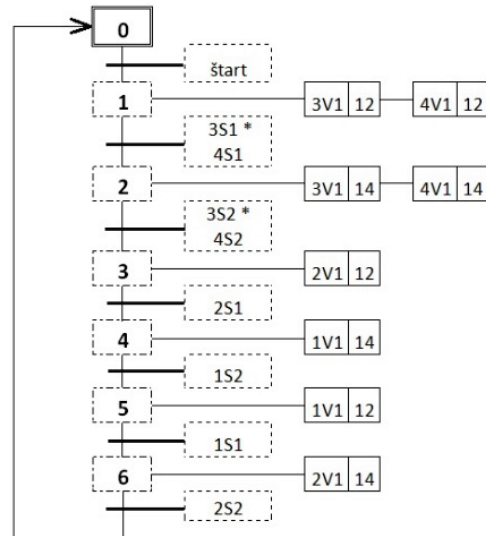 0
štart
1 3V1 12 4V1 12
3S1 *
4S1
2 3V1 14 4V1 14
3S2 *
4S2
3 2V1 12
2S1
4 1V1 14
1S2
5 1V1 12
1S1
6 2V1 14
2S2